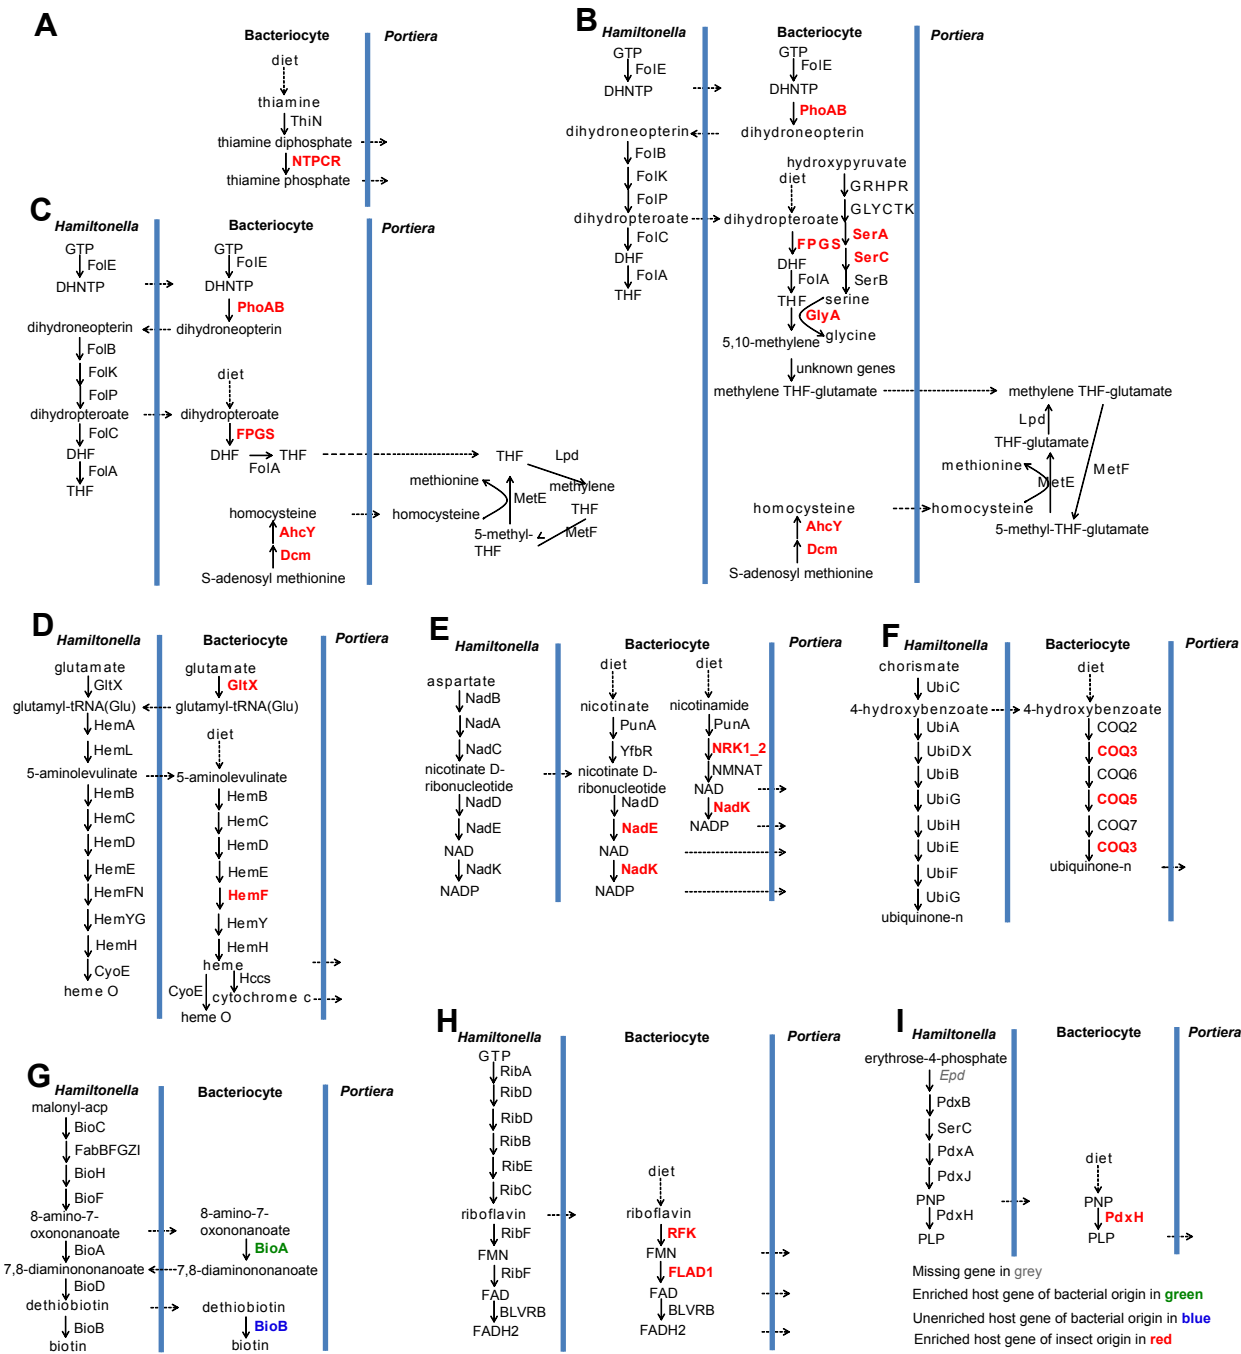 A
Bacteriocyte
Portiera
diet
thiamine
ThiN
thiamine diphosphate
NTPCR
thiamine phosphate
B
Hamiltonella
Bacteriocyte
Portiera
GTP
FolE
DHNTP
GTP
FolE
DHNTP
PhoAB
dihydroneopterin
dihydroneopterin
FolB
FolK
FolP
dihydropteroate
FolC
DHF
FolA
THF
hydroxypyruvate
diet
GRHPR
GLYCTK
dihydropteroate
SerA
FPGS
SerC
DHF
FolA
SerB
THF
serine
GlyA
glycine
5,10-methylene
unknown genes
methylene THF-glutamate
methylene THF-glutamate
Lpd
THF-glutamate
methionine
MetF
MetE
homocysteine
homocysteine
5-methyl-THF-glutamate
AhcY
Dcm
S-adenosyl methionine
C
Hamiltonella
Bacteriocyte
Portiera
GTP
FolE
DHNTP
GTP
FolE
DHNTP
PhoAB
dihydroneopterin
dihydroneopterin
FolB
FolK
FolP
dihydropteroate
FolC
DHF
FolA
THF
diet
dihydropteroate
FPGS
DHF
THF
FolA
THF
Lpd
methionine
methylene
THF
MetE
homocysteine
homocysteine
MetF
5-methyl-
THF
AhcY
Dcm
S-adenosyl methionine
D
Hamiltonella
Bacteriocyte
Portiera
glutamate
GltX
glutamyl-tRNA(Glu)
HemA
HemL
5-aminolevulinate
HemB
HemC
HemD
HemE
HemFN
HemYG
HemH
CyoE
heme O
glutamate
GltX
glutamyl-tRNA(Glu)
diet
5-aminolevulinate
HemB
HemC
HemD
HemE
HemF
HemY
HemH
heme
Hccs
CyoE
cytochrome c
heme O
E
Hamiltonella
Bacteriocyte
Portiera
aspartate
NadB
NadA
NadC
nicotinate D-
ribonucleotide
NadD
NadE
NAD
NadK
NADP
diet
nicotinate
PunA
YfbR
nicotinate D-
ribonucleotide
NadD
NadE
NAD
NadK
NADP
diet
nicotinamide
PunA
NRK1_2
NMNAT
NAD
NadK
NADP
F
Hamiltonella
Bacteriocyte
Portiera
chorismate
UbiC
4-hydroxybenzoate
UbiA
UbiDX
UbiB
UbiG
UbiH
UbiE
UbiF
UbiG
ubiquinone-n
diet
4-hydroxybenzoate
COQ2
COQ3
COQ6
COQ5
COQ7
COQ3
ubiquinone-n
G
Hamiltonella
Bacteriocyte
Portiera
malonyl-acp
BioC
FabBFGZI
BioH
BioF
8-amino-7-
oxononanoate
BioA
7,8-diaminononanoate
BioD
dethiobiotin
BioB
biotin
8-amino-7-
oxononanoate
BioA
7,8-diaminononanoate
dethiobiotin
BioB
biotin
H
Hamiltonella
Bacteriocyte
Portiera
GTP
RibA
RibD
RibD
RibB
RibE
RibC
riboflavin
RibF
FMN
RibF
FAD
BLVRB
FADH2
diet
riboflavin
RFK
FMN
FLAD1
FAD
BLVRB
FADH2
I
Hamiltonella
Bacteriocyte
Portiera
erythrose-4-phosphate
Epd
PdxB
SerC
PdxA
PdxJ
PNP
PdxH
PLP
diet
PNP
PdxH
PLP
Missing gene in grey
Enriched host gene of bacterial origin in green
Unenriched host gene of bacterial origin in blue
Enriched host gene of insect origin in red